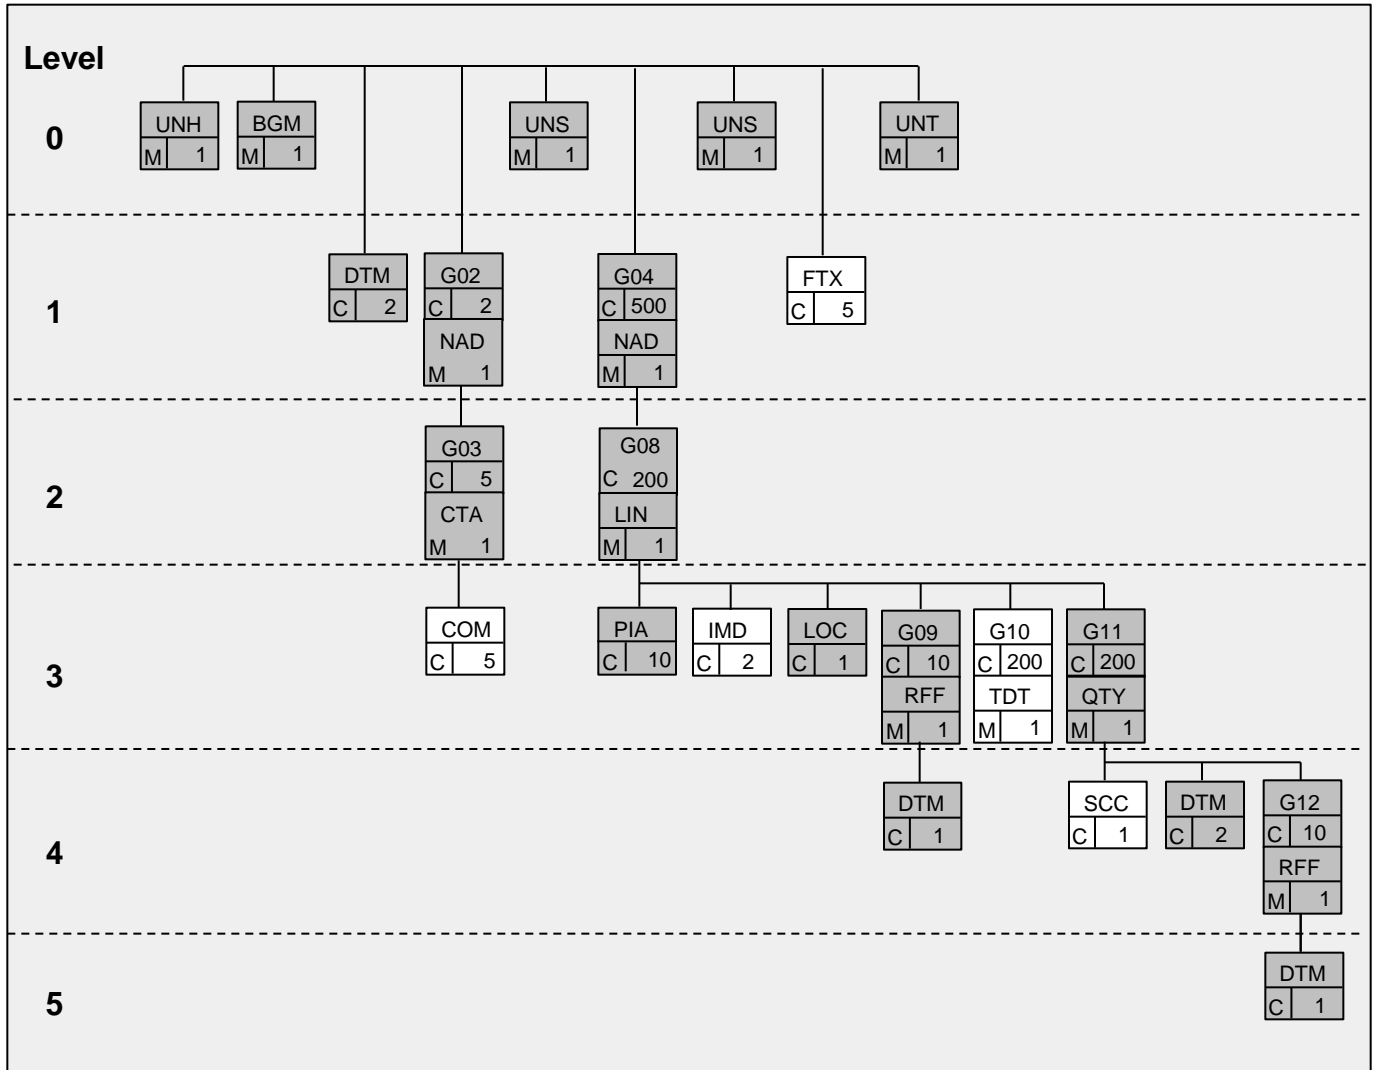 Level
0
UNH
M 1
BGM
M 1
UNS
M 1
UNS
M 1
UNT
M 1
1
DTM
C 2
G02
C 2
NAD
M 1
G04
C 500
NAD
M 1
FTX
C 5
2
G03
C 5
CTA
M 1
G08
C 200
LIN
M 1
3
COM
C 5
PIA
C 10
IMD
C 2
LOC
C 1
G09
C 10
RFF
M 1
G10
C 200
TDT
M 1
G11
C 200
QTY
M 1
4
DTM
C 1
SCC
C 1
DTM
C 2
G12
C 10
RFF
M 1
5
DTM
C 1